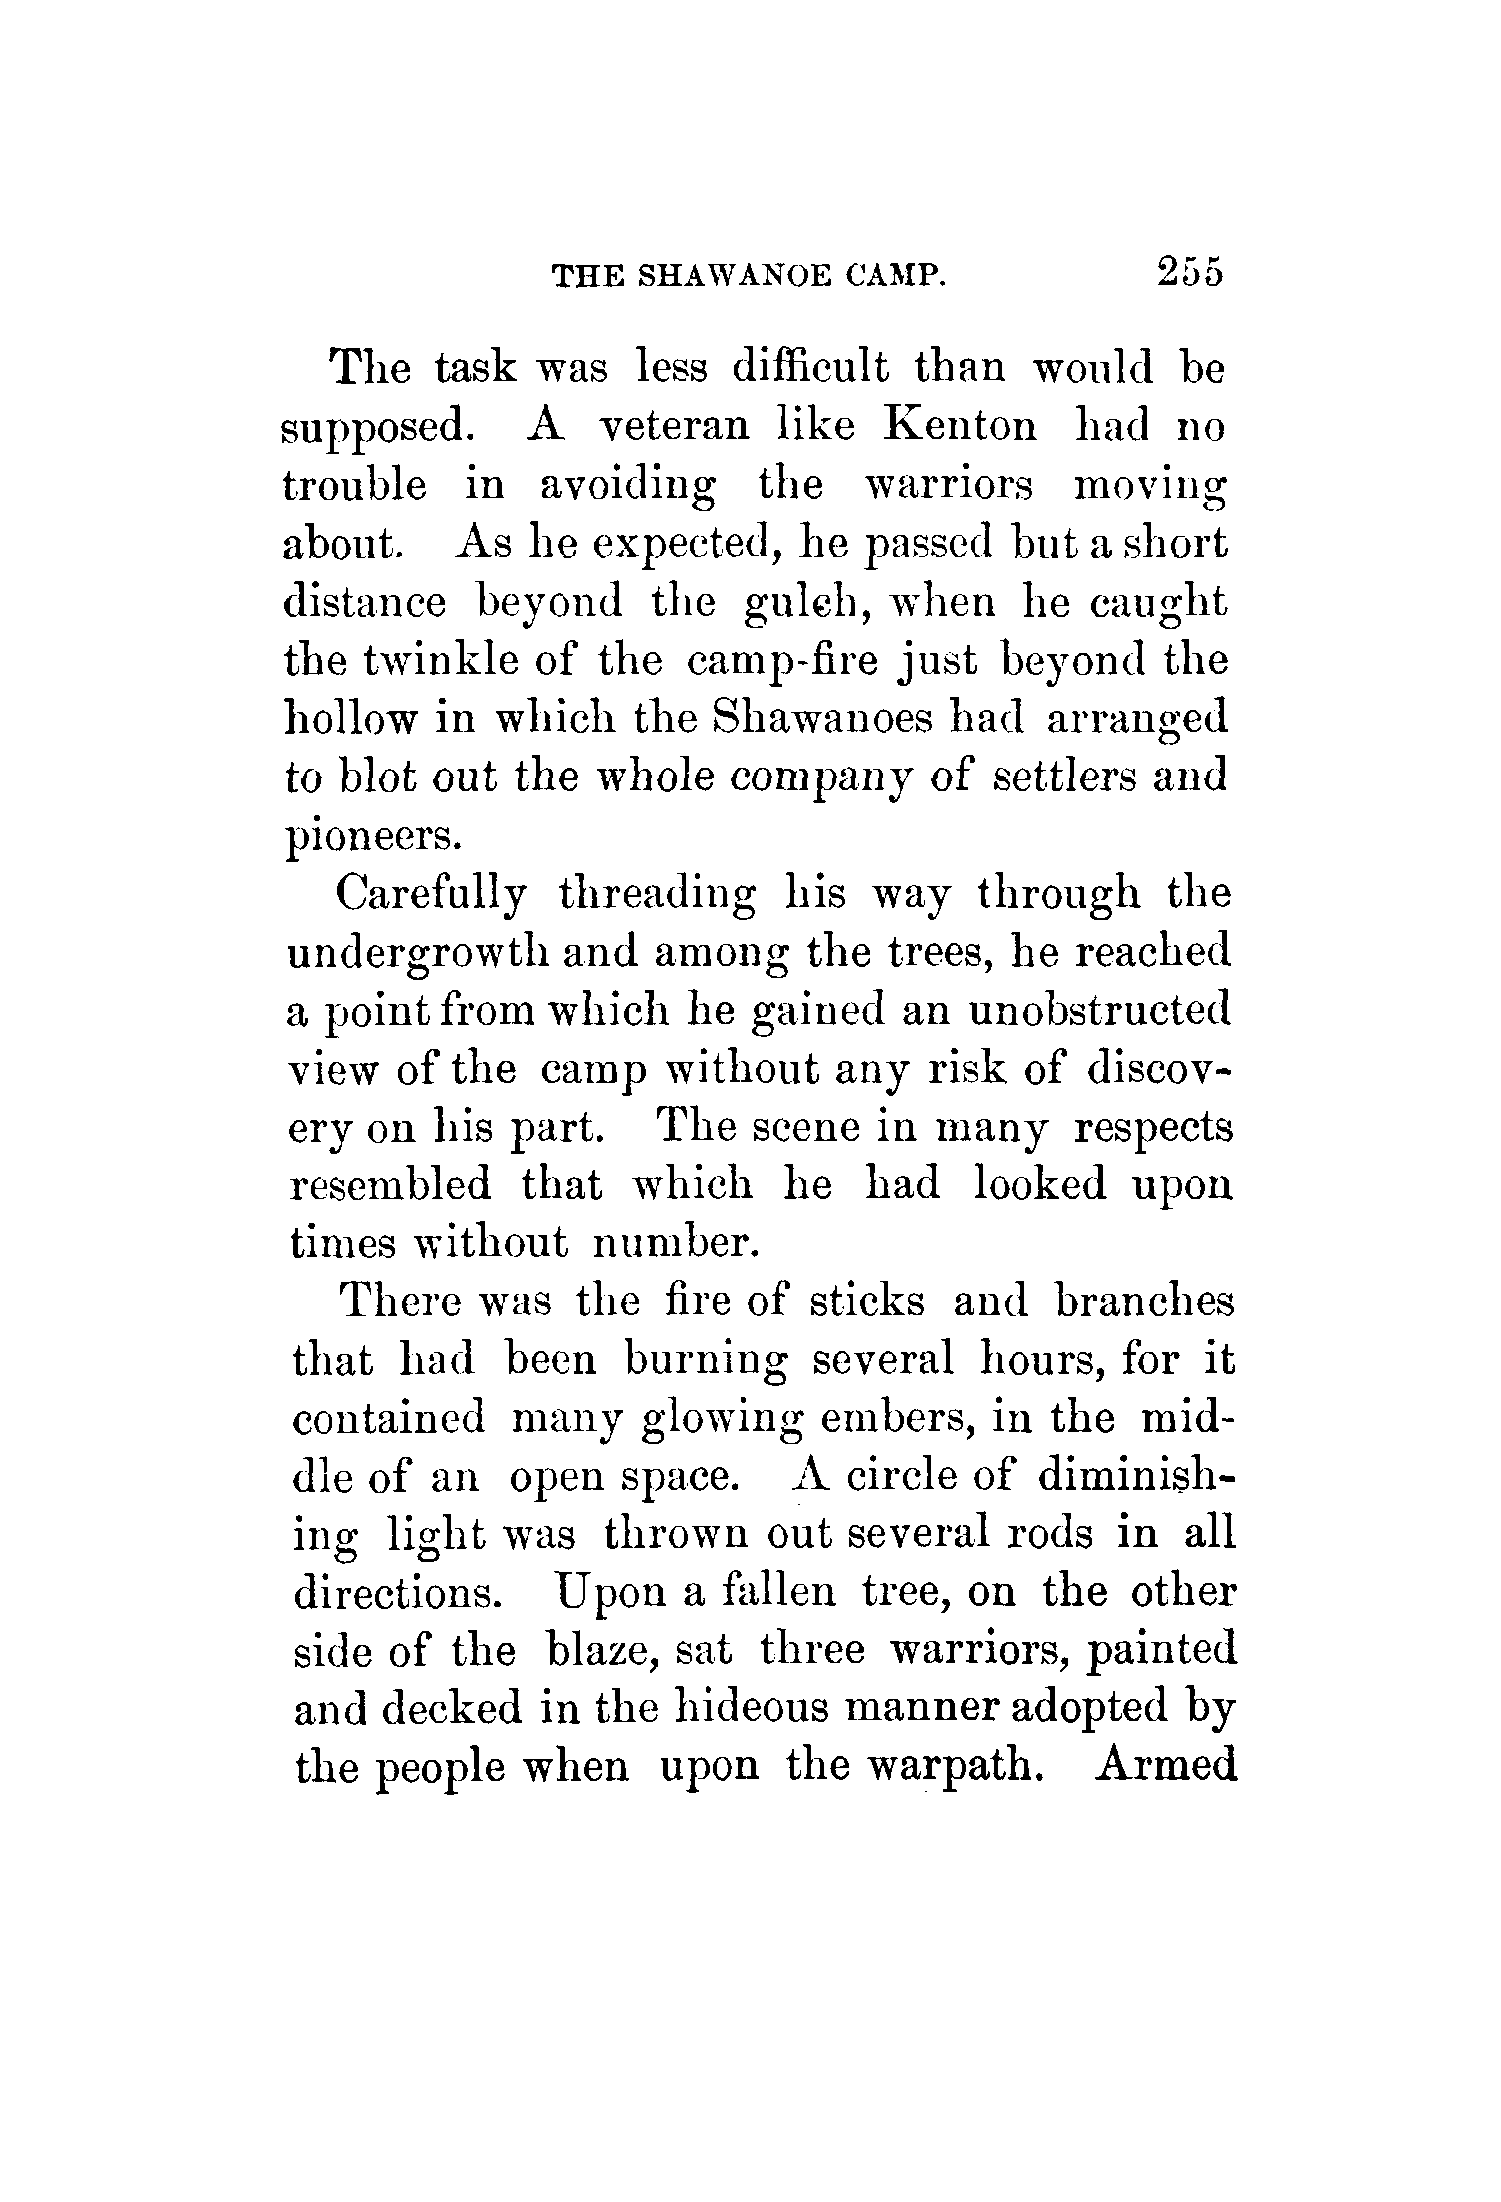 THE SHAWANOE CAMP. 255
The task was less difficult than would be
supposed. A veteran like Kenton had no
trouble in avoiding the warriors moving
about. As he expected, he passed but a short
distance beyond the gulch, when he caught
the twinkle of the camp-fire just beyond the
hollow in which the Shawanoes had arranged
to blot out the whole company of settlers and
pioneers.
Carefully threading his way through the
undergrowth and among the trees, he reached
a point from which he gained an unobstructed
view of the camp without any risk of discov-
ery on his part. The scene in many respects
resembled that which he had looked upon
times without number.
There was the fire of sticks and branches
that had been burning several hours, for it
contained many glowing embers, in the mid-
dle of an open space. A circle of diminish-
ing light was thrown out several rods in all
directions. Upon a fallen tree, on the other
side of the blaze, sat three warriors, painted
and decked in the hideous manner adopted by
the people when upon the warpath. Armed